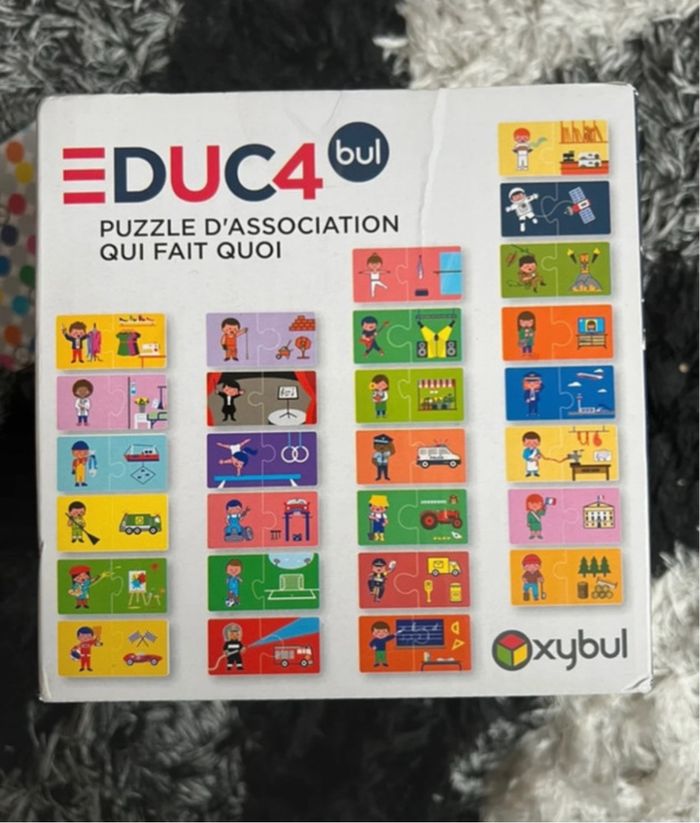 EDUC4
bul
PUZZLE D'ASSOCIATION
QUI FAIT QUOI
Oxybul